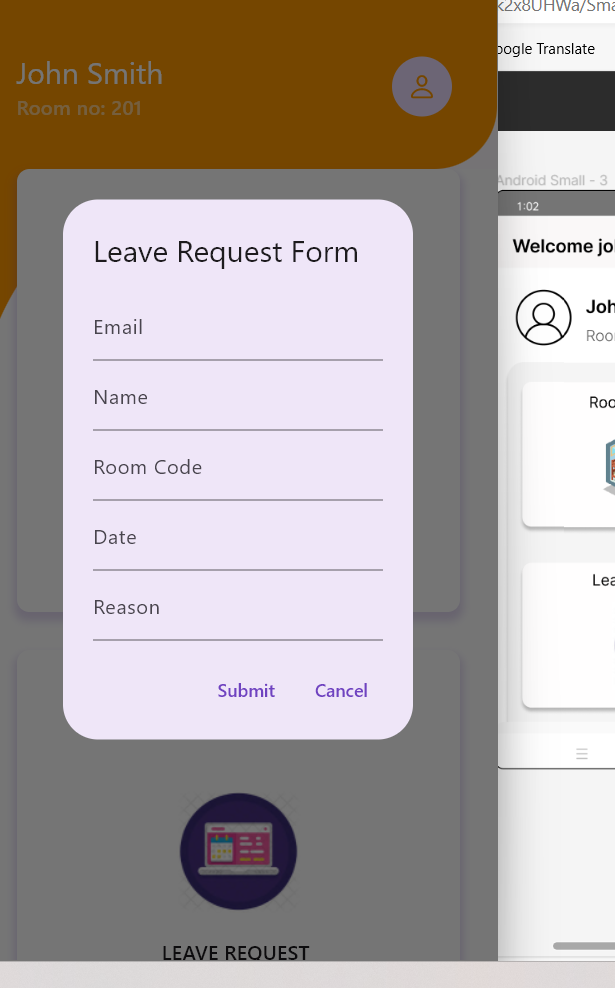 k2x8UHWa/Sma
oogle Translate
John Smith
Room no: 201
Leave Request Form
Email
Name
Room Code
Date
Reason
Submit Cancel
LEAVE REQUEST
Android Small - 3
1:02
Welcome jo
Joh
Roo
Roo
Lea